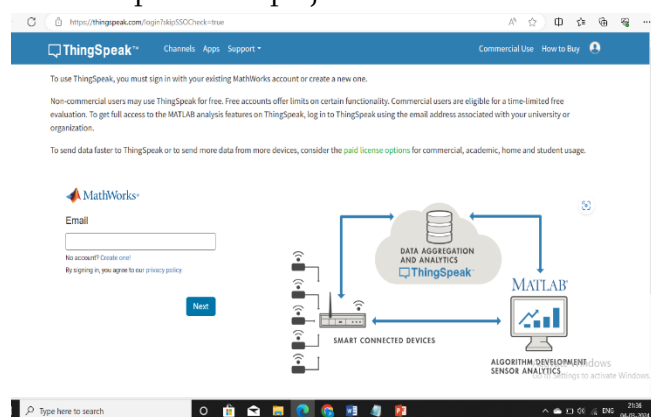 https://thingspeak.com/login?skipSSOCheck=true
ThingSpeak™ Channels Apps Support Commercial Use How to Buy
To use ThingSpeak, you must sign in with your existing MathWorks account or create a new one.
Non-commercial users may use ThingSpeak for free. Free accounts offer limits on certain functionality. Commercial users are eligible for a time-limited free
evaluation. To get full access to the MATLAB analysis features on ThingSpeak, log in to ThingSpeak using the email address associated with your university or
organization.
To send data faster to ThingSpeak or to send more data from more devices, consider the paid license options for commercial, academic, home and student usage.
MathWorks®
Email
No account? Create one!
By signing in, you agree to our privacy policy.
Next
DATA AGGREGATION
AND ANALYTICS
ThingSpeak
SMART CONNECTED DEVICES
MATLAB
ALGORITHM DEVELOPMENT
SENSOR ANALYTICS
Settings to activate Windows.
Type here to search
ENG
21:36
04-03-2024